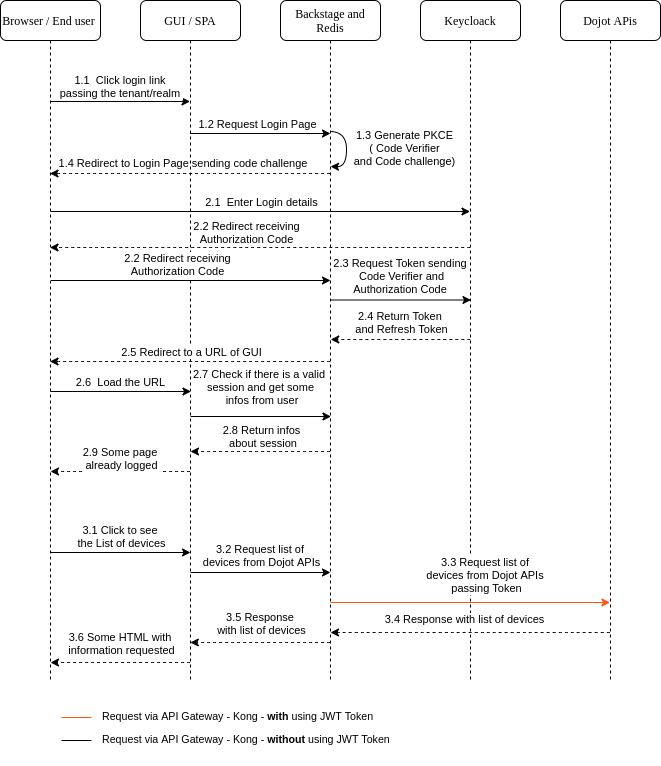 Browser / End user
GUI / SPA
Backstage and
Redis
Keycloack
Dojot APIs
1.1  Click login link
passing the tenant/realm
1.2 Request Login Page
1.3 Generate PKCE
( Code Verifier
and Code challenge)
1.4 Redirect to Login Page sending code challenge
2.1  Enter Login details
2.2 Redirect receiving
Authorization Code
2.2 Redirect receiving
Authorization Code
2.3 Request Token sending
Code Verifier and
Authorization Code
2.4 Return Token
and Refresh Token
2.5 Redirect to a URL of GUI
2.6  Load the URL
2.7 Check if there is a valid
session and get some
infos from user
2.8 Return infos
about session
2.9 Some page
already logged
3.1 Click to see
the List of devices
3.2 Request list of
devices from Dojot APIs
3.3 Request list of
devices from Dojot APIs
passing Token
3.4 Response with list of devices
3.5 Response
with list of devices
3.6 Some HTML with
information requested
Request via API Gateway - Kong - with using JWT Token
Request via API Gateway - Kong - without using JWT Token